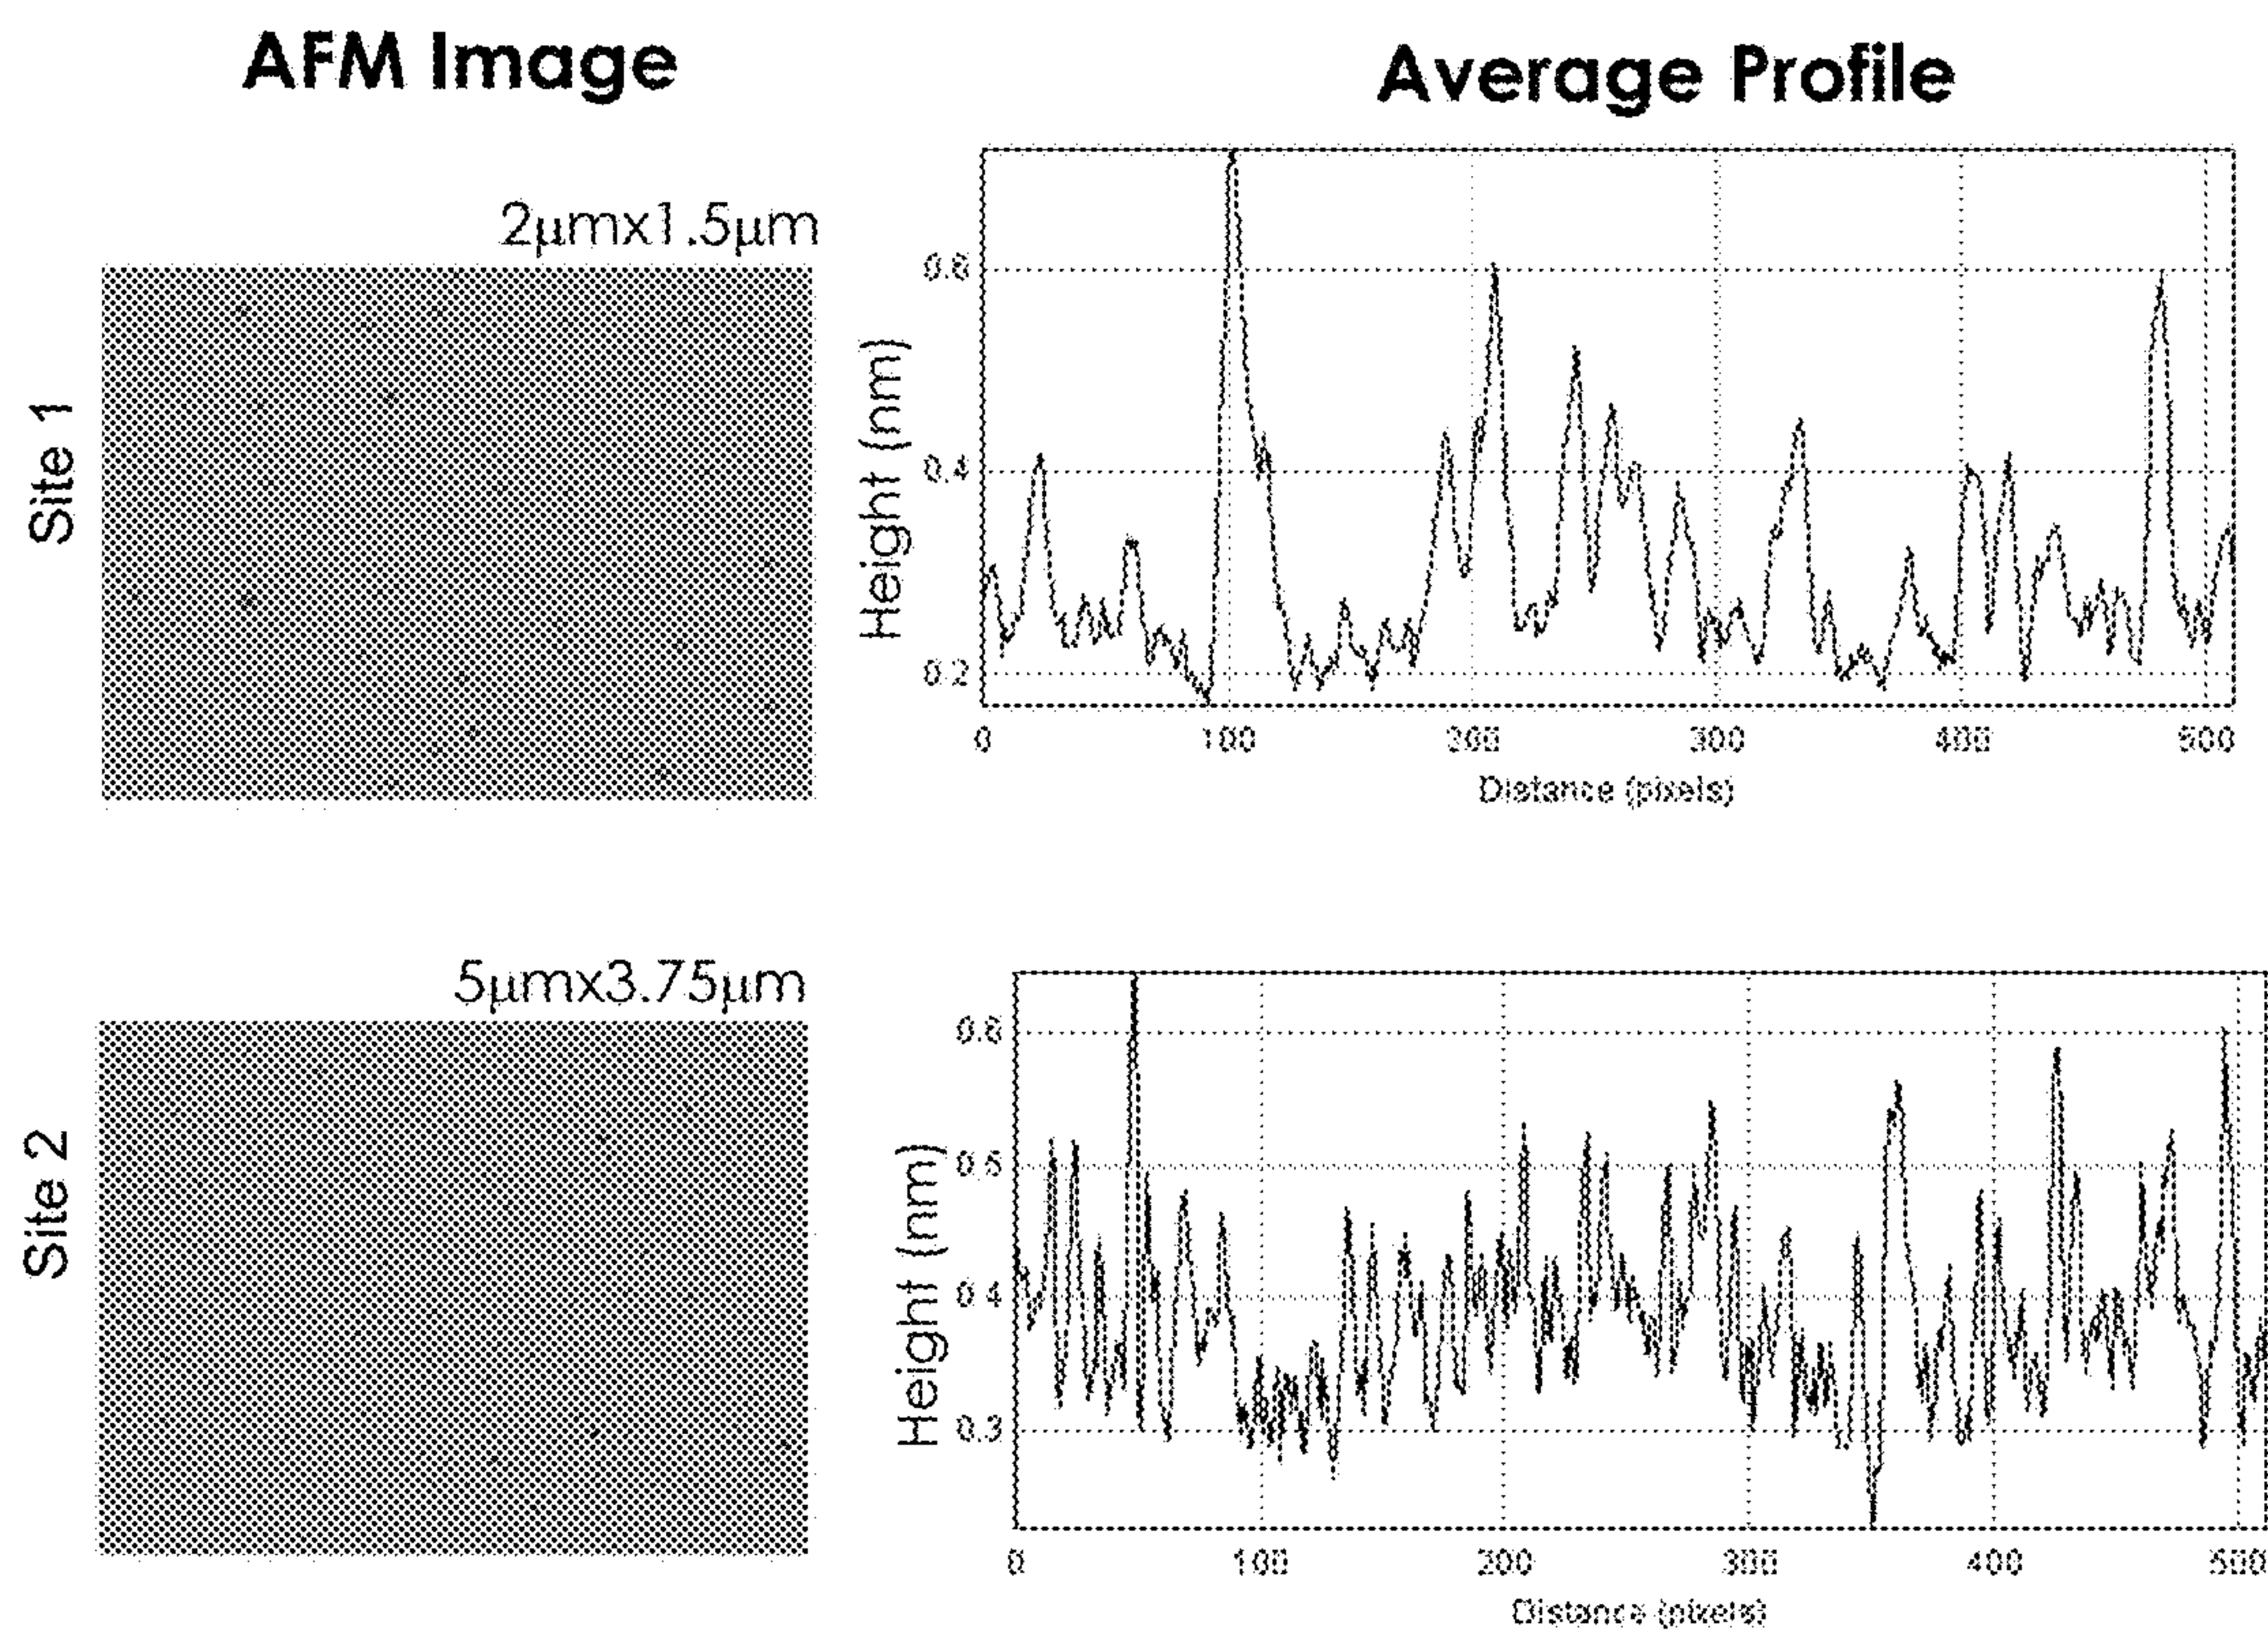 AFM Image
Average Profile
Site 1
2μmx1.5μm
Height (nm)
0.6
0.4
0.2
0 100 200 300 400 500
Distance (pixels)
Site 2
5μmx3.75μm
Height (nm)
0.6
0.5
0.4
0.3
0 100 200 300 400 500
Distance (pixels)